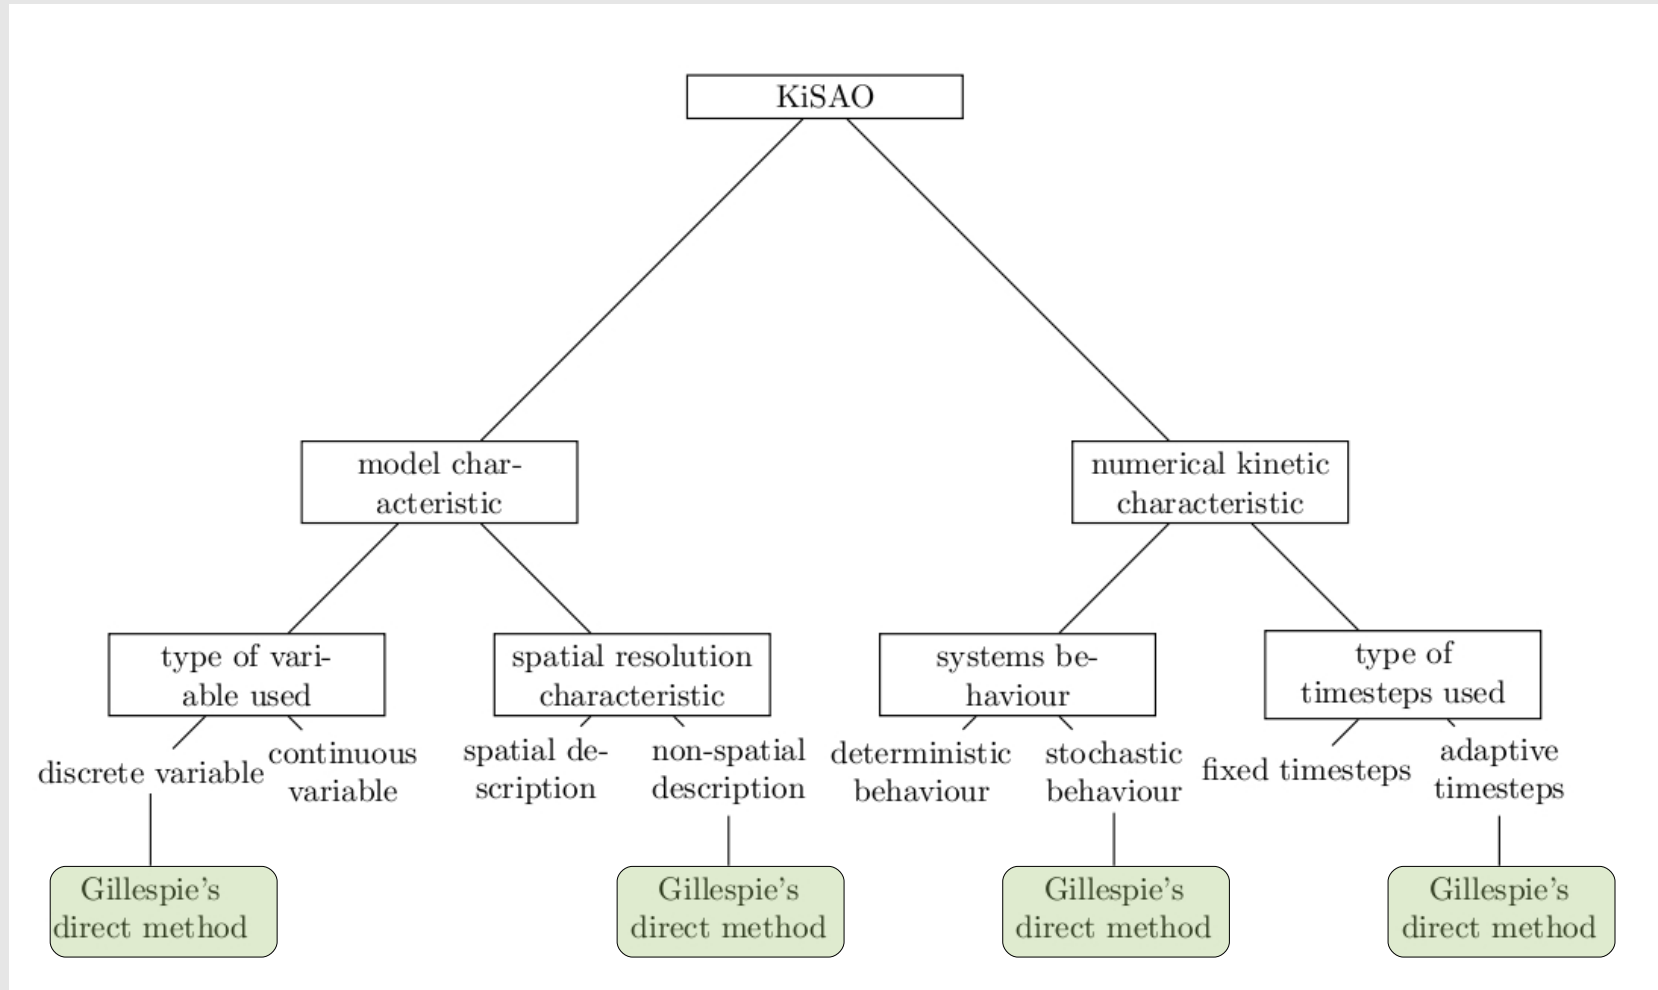 KiSAO
model char-
acteristic
numerical kinetic
characteristic
type of vari-
able used
spatial resolution
characteristic
systems be-
haviour
type of
timesteps used
discrete variable
continuous
variable
spatial de-
scription
non-spatial
description
deterministic
behaviour
stochastic
behaviour
fixed timesteps
adaptive
timesteps
Gillespie's
direct method
Gillespie's
direct method
Gillespie's
direct method
Gillespie's
direct method